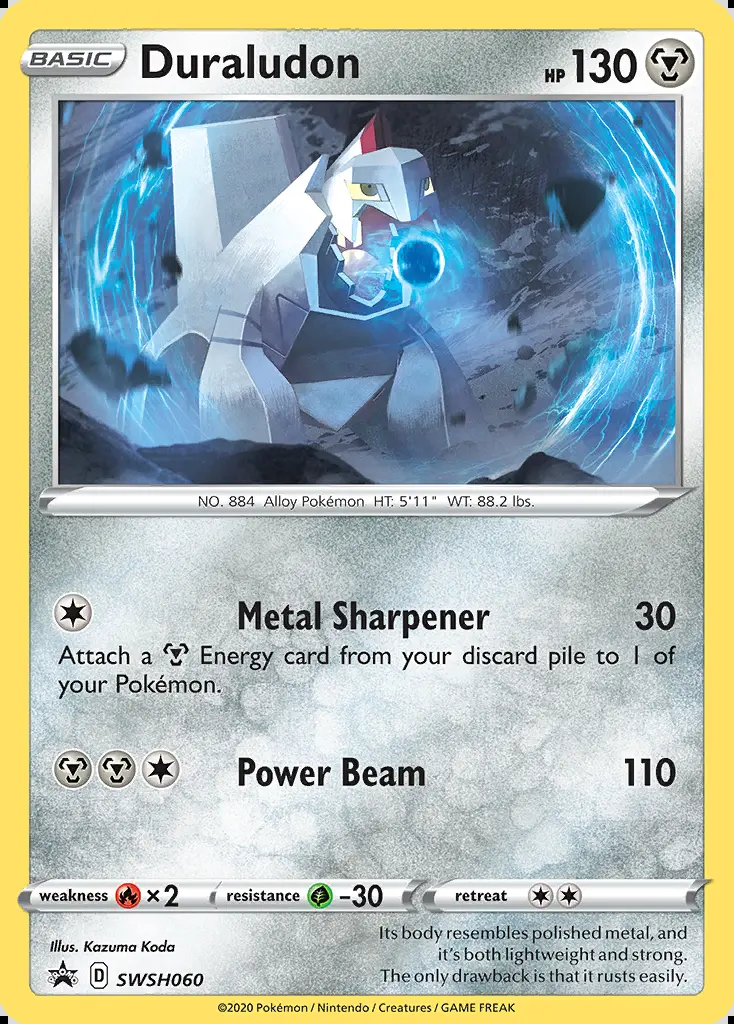 BASIC Duraludon HP 130
NO. 884 Alloy Pokémon HT: 5'11" WT: 88.2 lbs.
Metal Sharpener 30
Attach a Energy card from your discard pile to 1 of
your Pokémon.
Power Beam 110
weakness ×2 resistance -30 retreat
Illus. Kazuma Koda
D SWSH060
Its body resembles polished metal, and
it's both lightweight and strong.
The only drawback is that it rusts easily.
©2020 Pokémon / Nintendo / Creatures / GAME FREAK